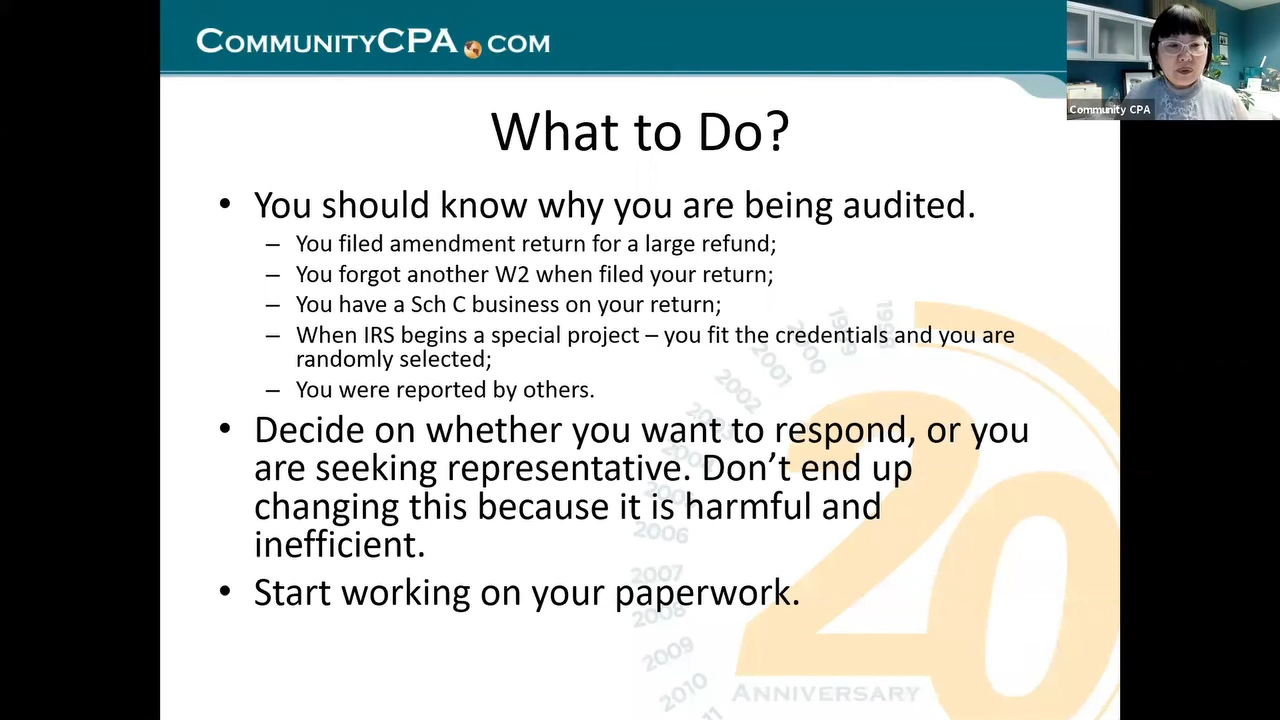 COMMUNITYCPA.COM
Community CPA
What to Do?
• You should know why you are being audited.
– You filed amendment return for a large refund;
– You forgot another W2 when filed your return;
– You have a Sch C business on your return;
– When IRS begins a special project – you fit the credentials and you are
randomly selected;
– You were reported by others.
• Decide on whether you want to respond, or you
are seeking representative. Don’t end up
changing this because it is harmful and
inefficient.
• Start working on your paperwork.
1999
2000
2001
2002
2006
2007
2008
2009
2010
20
ANNIVERSARY